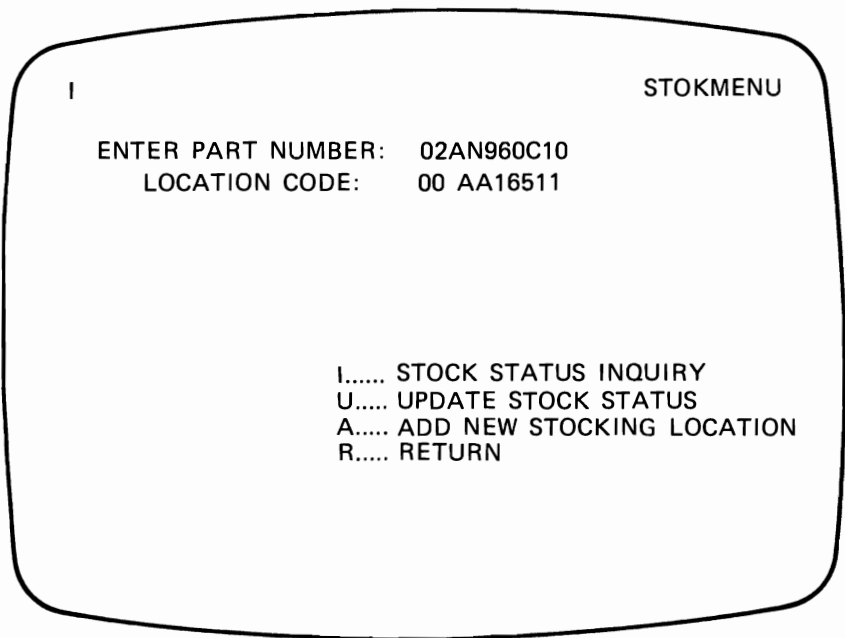 I STOKMENU
ENTER PART NUMBER: 02AN960C10
LOCATION CODE: 00 AA16511
I...... STOCK STATUS INQUIRY
U..... UPDATE STOCK STATUS
A..... ADD NEW STOCKING LOCATION
R..... RETURN